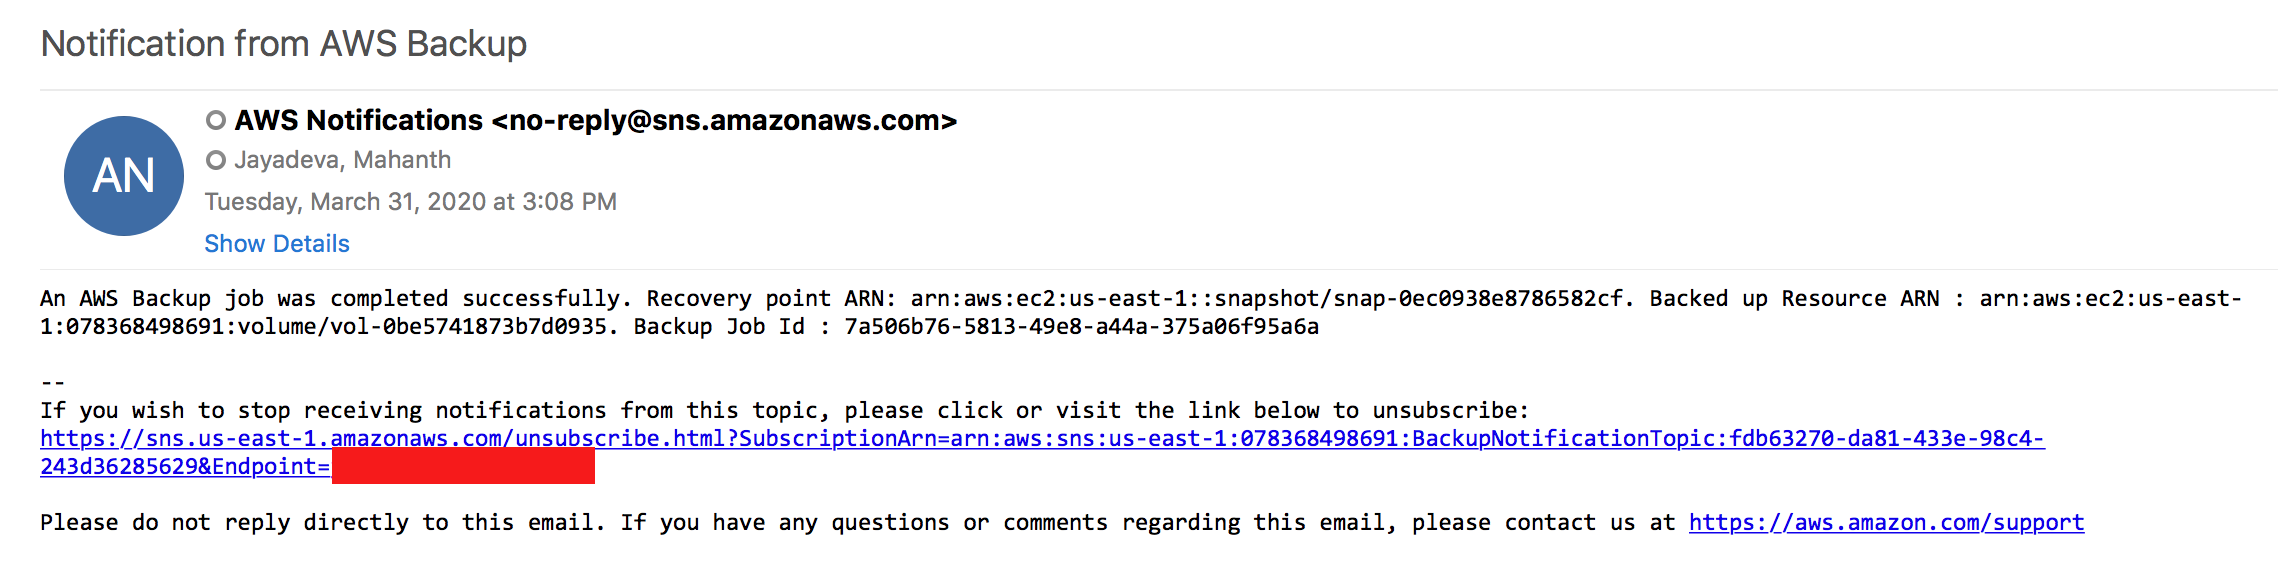 Notification from AWS Backup
AN
AWS Notifications <no-reply@sns.amazonaws.com>
Jayadeva, Mahanth
Tuesday, March 31, 2020 at 3:08 PM
Show Details
An AWS Backup job was completed successfully. Recovery point ARN: arn:aws:ec2:us-east-1::snapshot/snap-0ec0938e8786582cf. Backed up Resource ARN : arn:aws:ec2:us-east-
1:078368498691:volume/vol-0be5741873b7d0935. Backup Job Id : 7a506b76-5813-49e8-a44a-375a06f95a6a
--
If you wish to stop receiving notifications from this topic, please click or visit the link below to unsubscribe:
https://sns.us-east-1.amazonaws.com/unsubscribe.html?SubscriptionArn=arn:aws:sns:us-east-1:078368498691:BackupNotificationTopic:fdb63270-da81-433e-98c4-
243d36285629&Endpoint=
Please do not reply directly to this email. If you have any questions or comments regarding this email, please contact us at https://aws.amazon.com/support